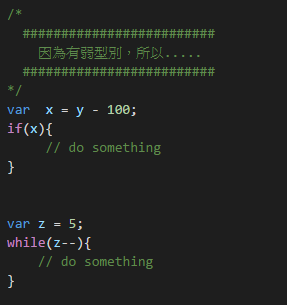 /*
#########################
因為有弱型別，所以.....
#########################
*/
var  x = y - 100;
if(x){
// do something
}
var z = 5;
while(z--){
// do something
}